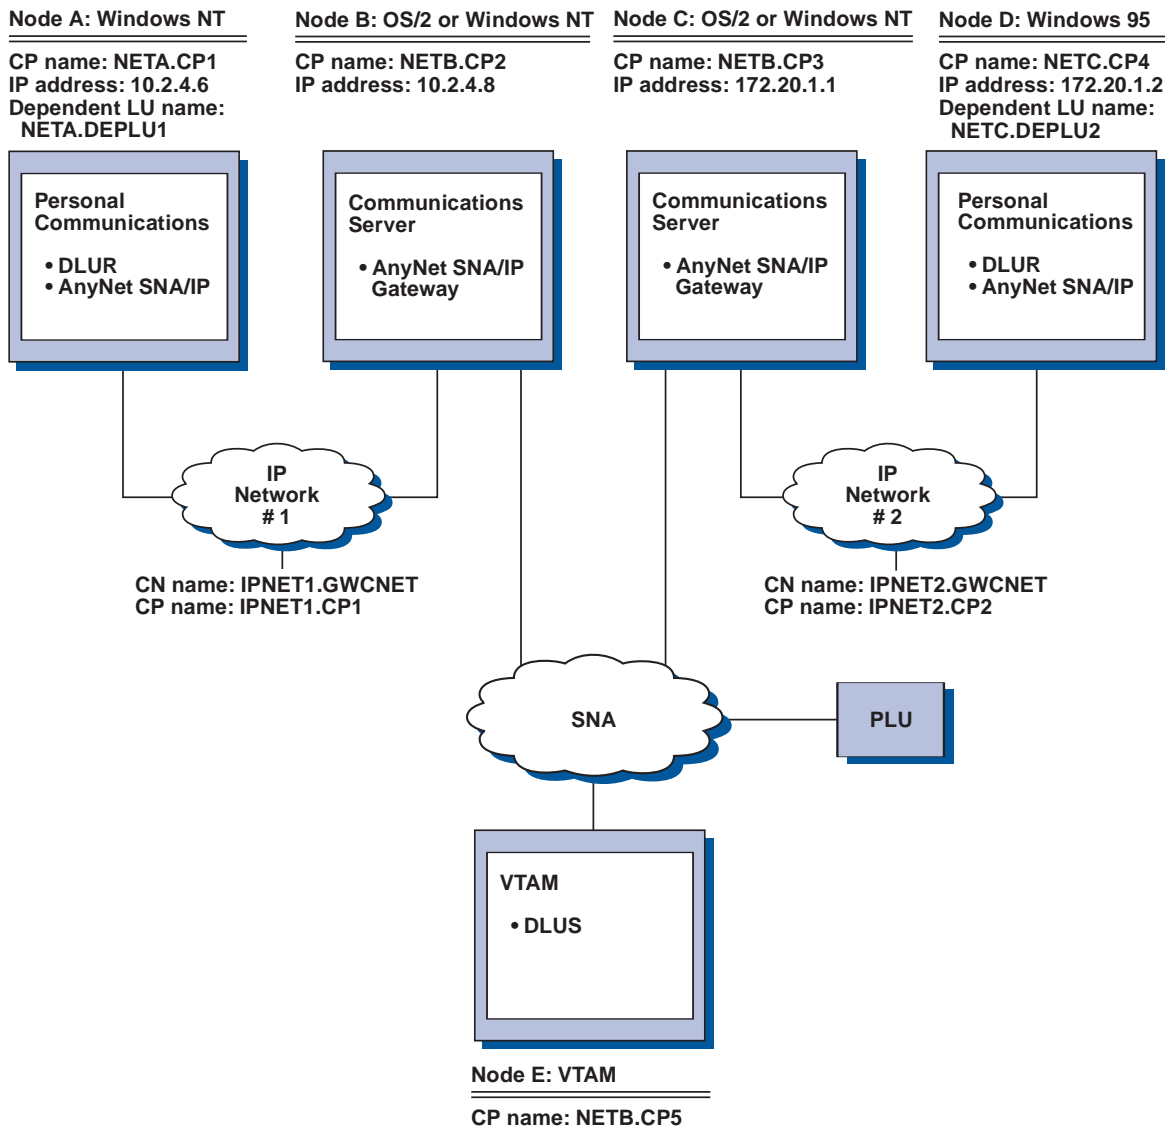 Node A: Windows NT
CP name: NETA.CP1
IP address: 10.2.4.6
Dependent LU name:
NETA.DEPLU1
Node B: OS/2 or Windows NT
CP name: NETB.CP2
IP address: 10.2.4.8
Node C: OS/2 or Windows NT
CP name: NETB.CP3
IP address: 172.20.1.1
Node D: Windows 95
CP name: NETC.CP4
IP address: 172.20.1.2
Dependent LU name:
NETC.DEPLU2
Personal
Communications
• DLUR
• AnyNet SNA/IP
Communications
Server
• AnyNet SNA/IP
Gateway
Communications
Server
• AnyNet SNA/IP
Gateway
Personal
Communications
• DLUR
• AnyNet SNA/IP
IP
Network
# 1
IP
Network
# 2
CN name: IPNET1.GWCNET
CP name: IPNET1.CP1
CN name: IPNET2.GWCNET
CP name: IPNET2.CP2
SNA
PLU
VTAM
• DLUS
Node E: VTAM
CP name: NETB.CP5